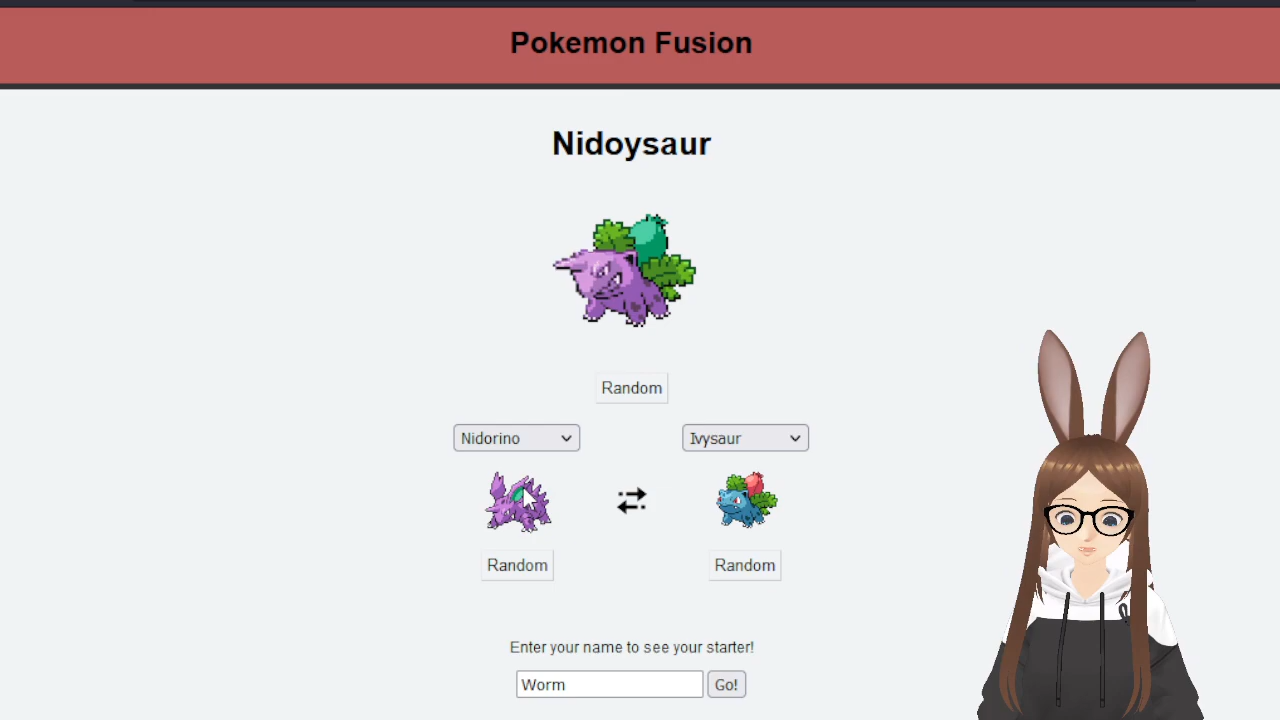 Pokemon Fusion
Nidoysaur
Random
Nidorino
Ivysaur
Random
Random
Enter your name to see your starter!
Worm
Go!